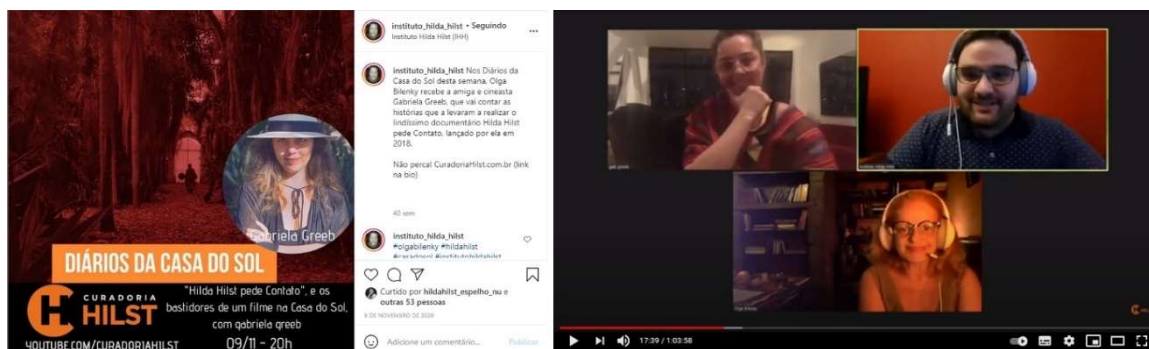 Gabriela Greeb
DIÁRIOS DA CASA DO SOL
CURADORIA
HILST
"Hilda Hilst pede Contato", e os
bastidores de um filme na Casa do Sol,
com gabriela greeb
YOUTUBE.COM/CURADORIAHILST
09/11 - 20h
instituto_hilda_hilst • Seguindo
Instituto Hilda Hilst (IHH)
instituto_hilda_hilst Nos Diários da
Casa do Sol desta semana, Olga
Bilenky recebe a amiga e cineasta
Gabriela Greeb, que vai contar as
histórias que a levaram a realizar o
lindíssimo documentário Hilda Hilst
pede Contato, lançado por ela em
2018.
Não perca! CuradoriaHilst.com.br (link
na bio)
40 sem
instituto_hilda_hilst
#olgabilenky #hildahilst
#casadosol #institutohildahilst
Curtido por hildahilst_espelho_nu e
outras 53 pessoas
9 DE NOVEMBRO DE 2020
Adicione um comentário...
Publicar
17:39 / 1:03:58